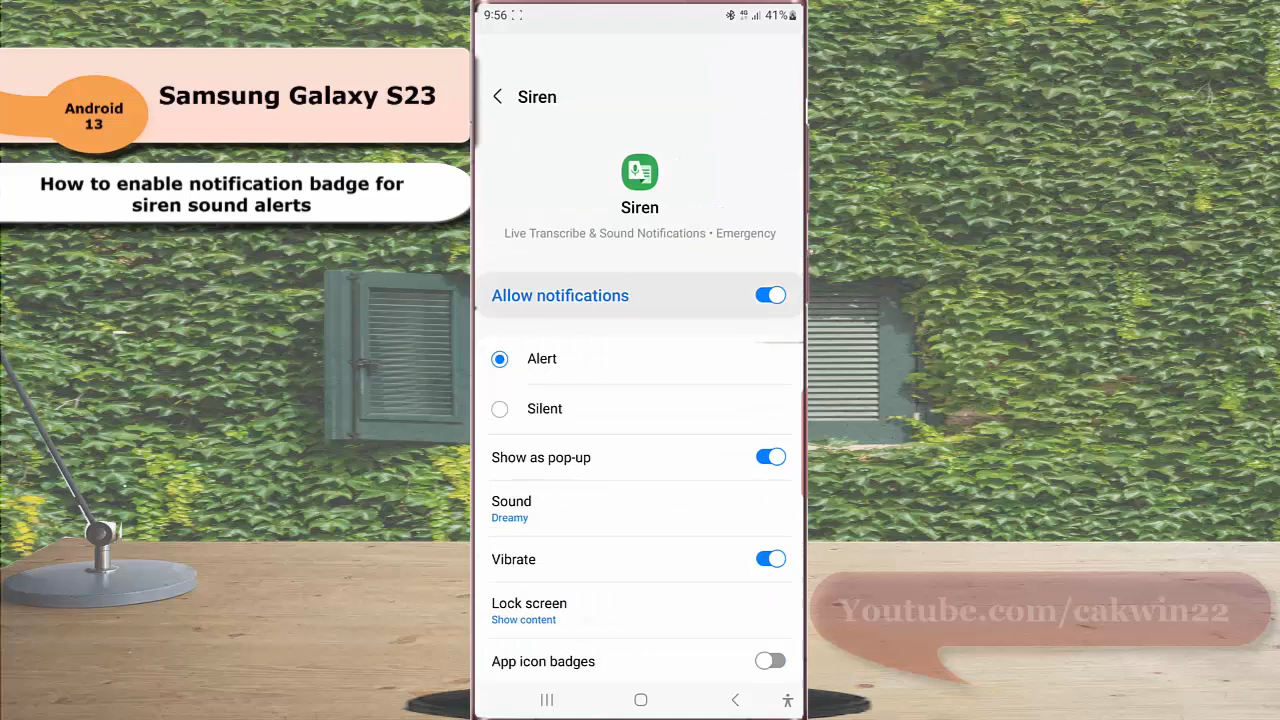 Samsung Galaxy S23
Android
13
How to enable notification badge for
siren sound alerts
9:56
4G
41%
Siren
Siren
Live Transcribe & Sound Notifications • Emergency
Allow notifications
Alert
Silent
Show as pop-up
Sound
Dreamy
Vibrate
Lock screen
Show content
App icon badges
Youtube.com/cakwin22